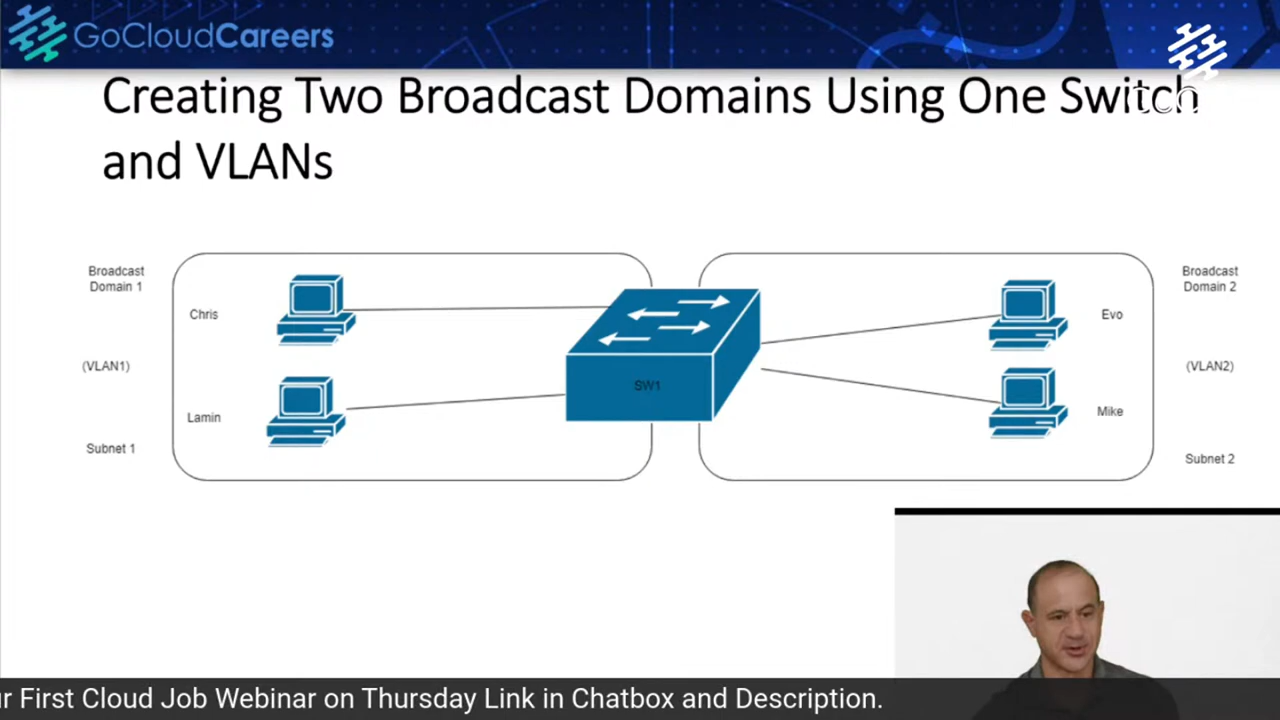 GoCloudCareers
Creating Two Broadcast Domains Using One Switch
and VLANs
Broadcast
Domain 1
Chris
(VLAN1)
Lamin
Subnet 1
SW1
Broadcast
Domain 2
Evo
(VLAN2)
Mike
Subnet 2
First Cloud Job Webinar on Thursday Link in Chatbox and Description.